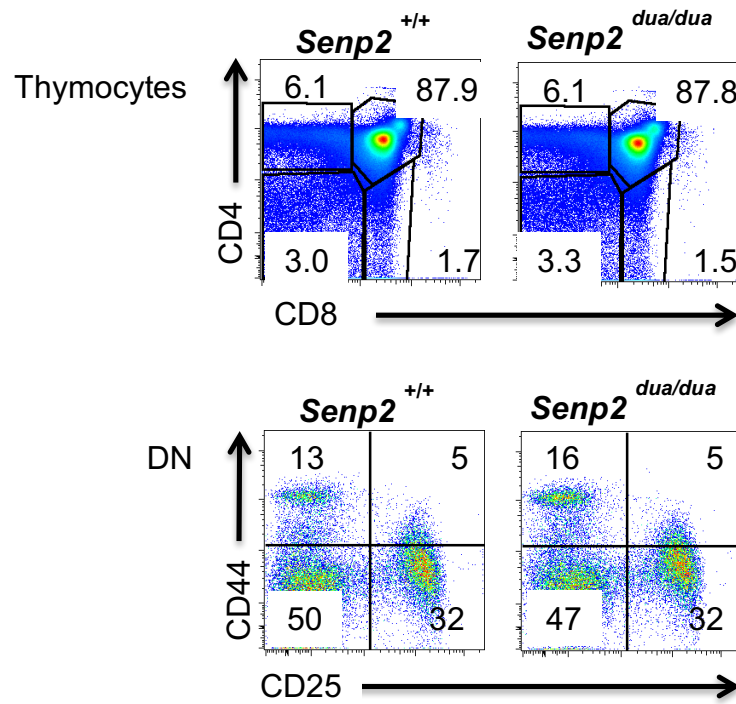 Senp2 +/+
Senp2 dua/dua
Thymocytes
6.1 87.9
6.1 87.8
CD4
3.0 1.7
3.3 1.5
CD8
Senp2 +/+
Senp2 dua/dua
DN
13 5
16 5
CD44
50 32
47 32
CD25